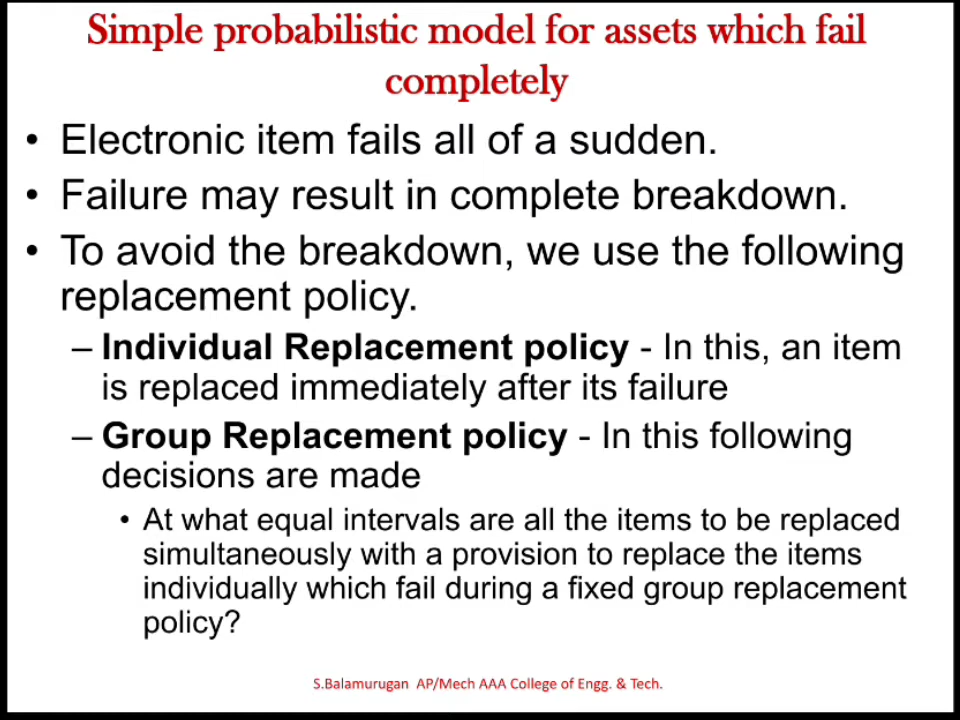 Simple probabilistic model for assets which fail
completely
• Electronic item fails all of a sudden.
• Failure may result in complete breakdown.
• To avoid the breakdown, we use the following
replacement policy.
– Individual Replacement policy - In this, an item
is replaced immediately after its failure
– Group Replacement policy - In this following
decisions are made
• At what equal intervals are all the items to be replaced
simultaneously with a provision to replace the items
individually which fail during a fixed group replacement
policy?
S.Balamurugan AP/Mech AAA College of Engg. & Tech.